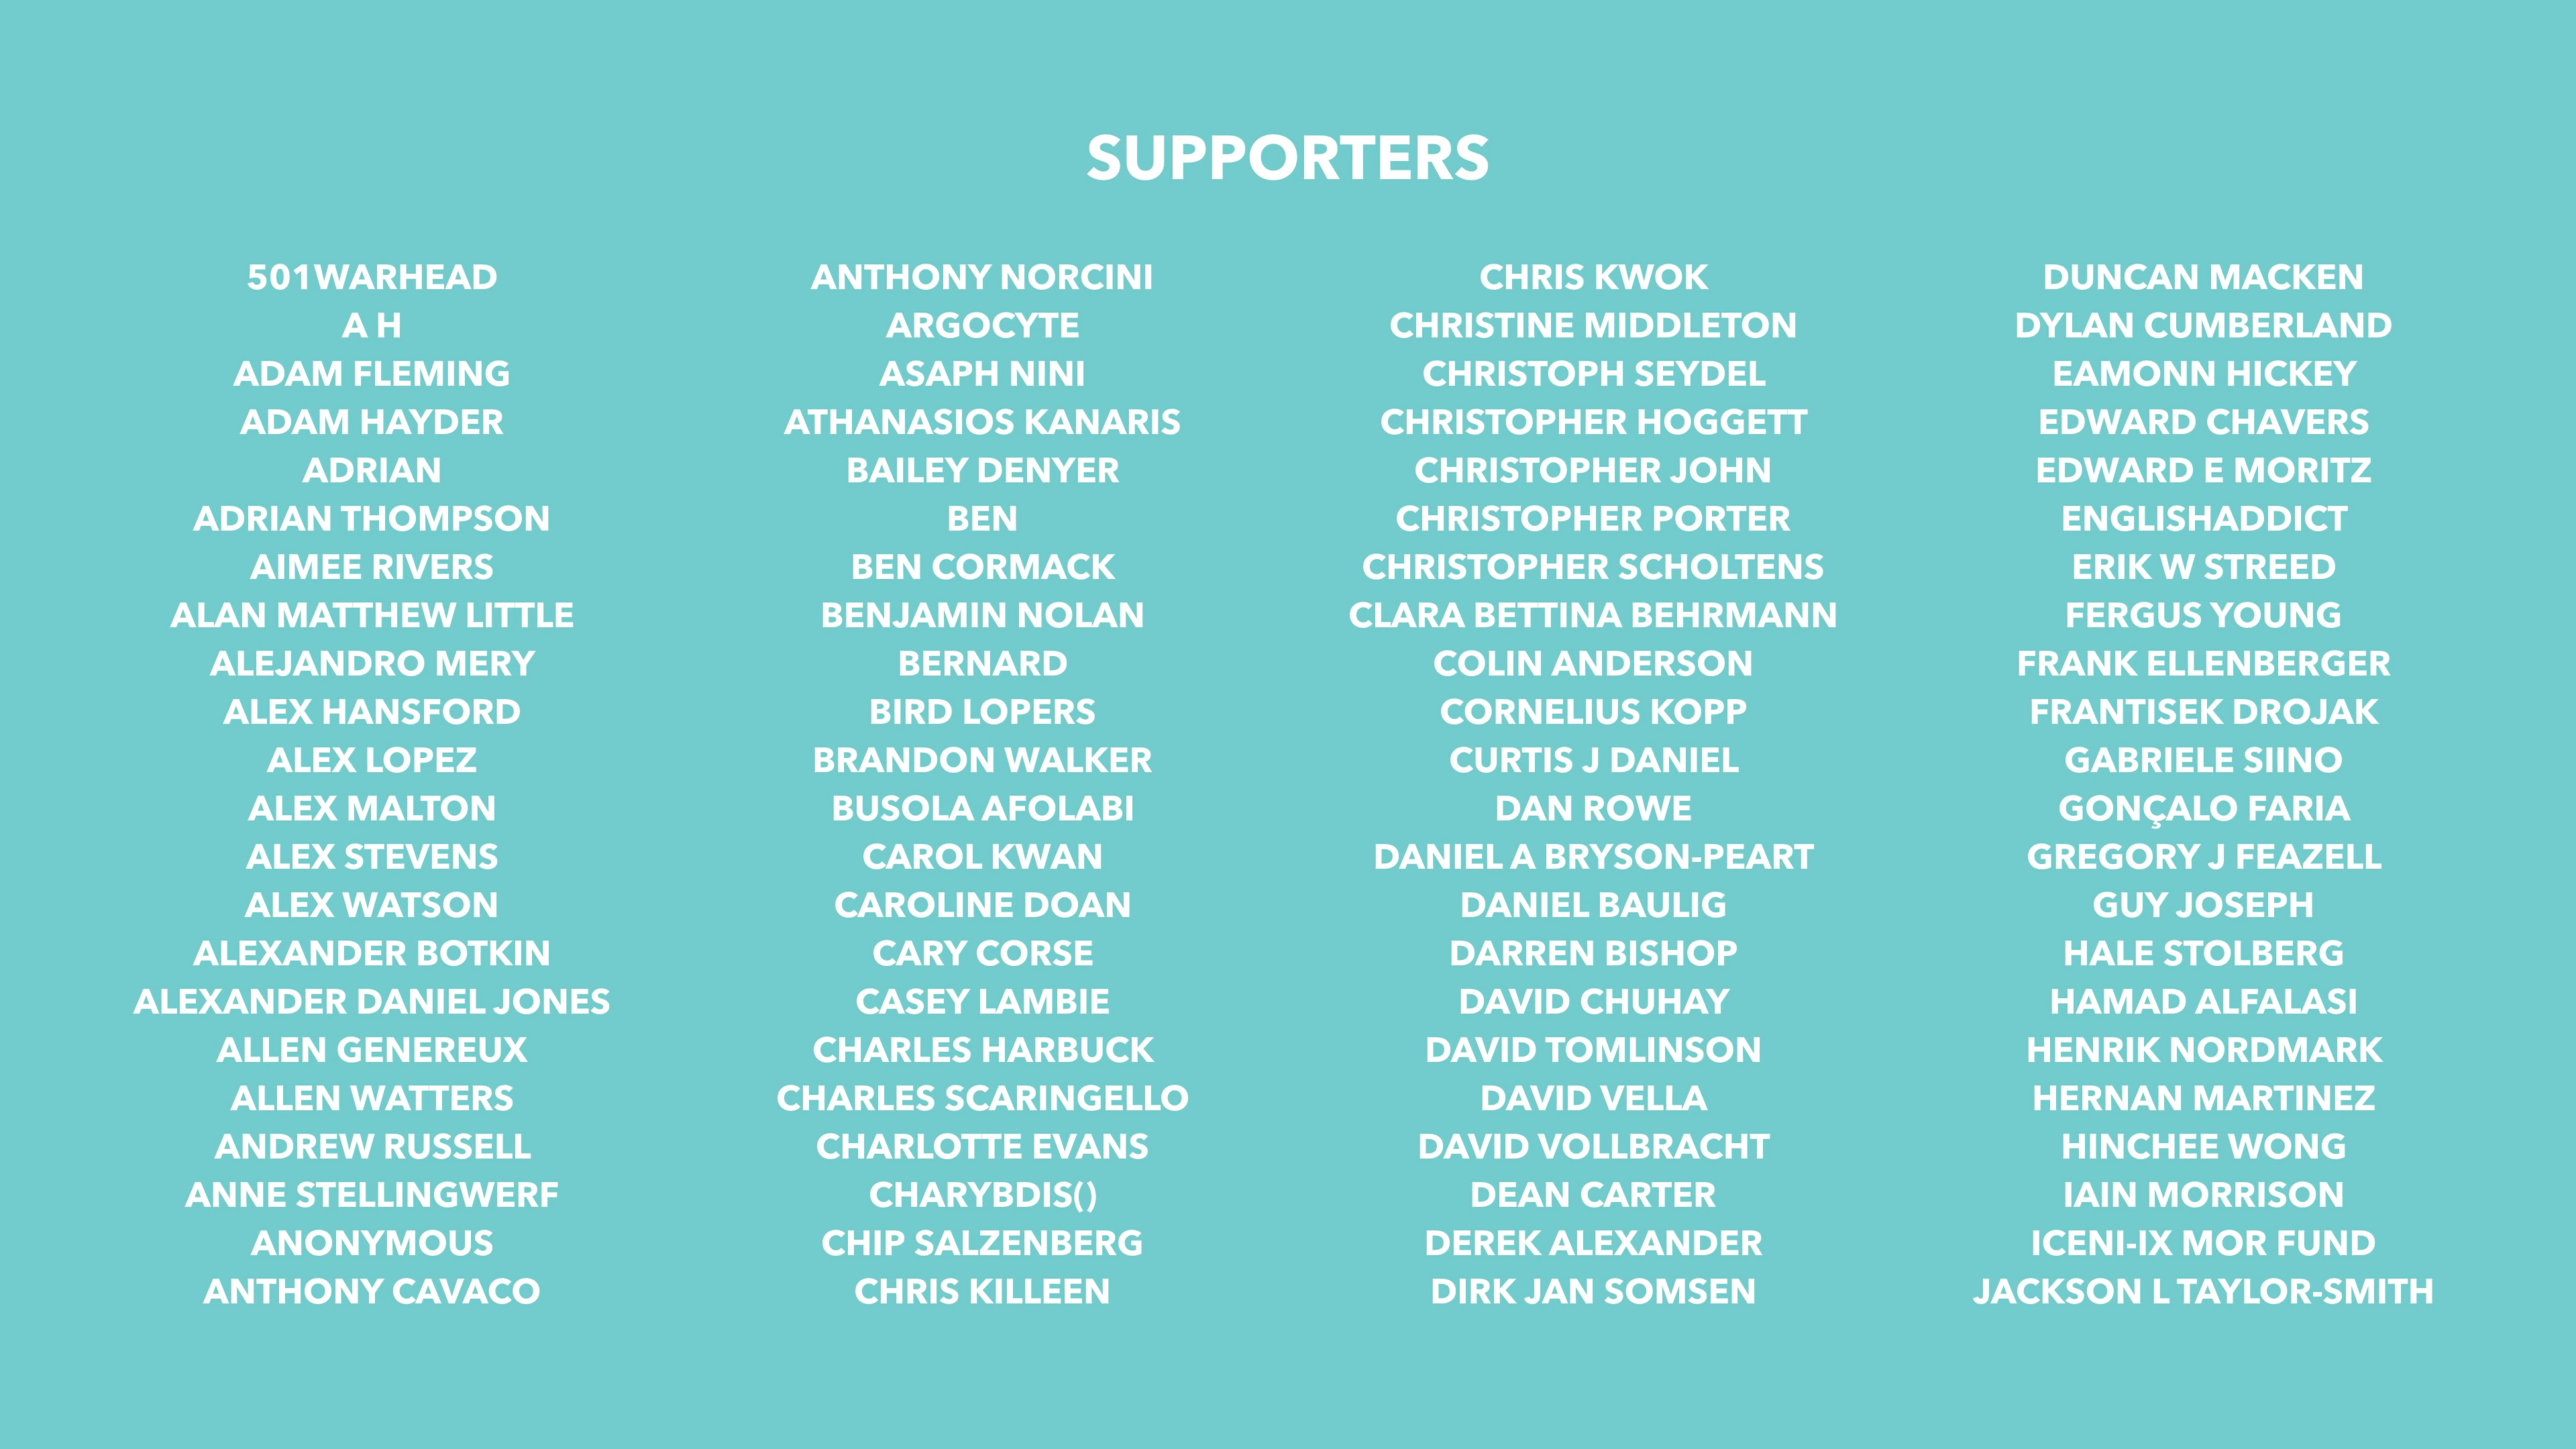 SUPPORTERS
501WARHEAD
A H
ADAM FLEMING
ADAM HAYDER
ADRIAN
ADRIAN THOMPSON
AIMEE RIVERS
ALAN MATTHEW LITTLE
ALEJANDRO MERY
ALEX HANSFORD
ALEX LOPEZ
ALEX MALTON
ALEX STEVENS
ALEX WATSON
ALEXANDER BOTKIN
ALEXANDER DANIEL JONES
ALLEN GENEREUX
ALLEN WATTERS
ANDREW RUSSELL
ANNE STELLINGWERF
ANONYMOUS
ANTHONY CAVACO
ANTHONY NORCINI
ARGOCYTE
ASAPH NINI
ATHANASIOS KANARIS
BAILEY DENYER
BEN
BEN CORMACK
BENJAMIN NOLAN
BERNARD
BIRD LOPERS
BRANDON WALKER
BUSOLA AFOLABI
CAROL KWAN
CAROLINE DOAN
CARY CORSE
CASEY LAMBIE
CHARLES HARBUCK
CHARLES SCARINGELLO
CHARLOTTE EVANS
CHARYBDIS()
CHIP SALZENBERG
CHRIS KILLEEN
CHRIS KWOK
CHRISTINE MIDDLETON
CHRISTOPH SEYDEL
CHRISTOPHER HOGGETT
CHRISTOPHER JOHN
CHRISTOPHER PORTER
CHRISTOPHER SCHOLTENS
CLARA BETTINA BEHRMANN
COLIN ANDERSON
CORNELIUS KOPP
CURTIS J DANIEL
DAN ROWE
DANIEL A BRYSON-PEART
DANIEL BAULIG
DARREN BISHOP
DAVID CHUHAY
DAVID TOMLINSON
DAVID VELLA
DAVID VOLLBRACHT
DEAN CARTER
DEREK ALEXANDER
DIRK JAN SOMSEN
DUNCAN MACKEN
DYLAN CUMBERLAND
EAMONN HICKEY
EDWARD CHAVERS
EDWARD E MORITZ
ENGLISHADDICT
ERIK W STREED
FERGUS YOUNG
FRANK ELLENBERGER
FRANTISEK DROJAK
GABRIELE SIINO
GONÇALO FARIA
GREGORY J FEAZELL
GUY JOSEPH
HALE STOLBERG
HAMAD ALFALASI
HENRIK NORDMARK
HERNAN MARTINEZ
HINCHEE WONG
IAIN MORRISON
ICENI-IX MOR FUND
JACKSON L TAYLOR-SMITH